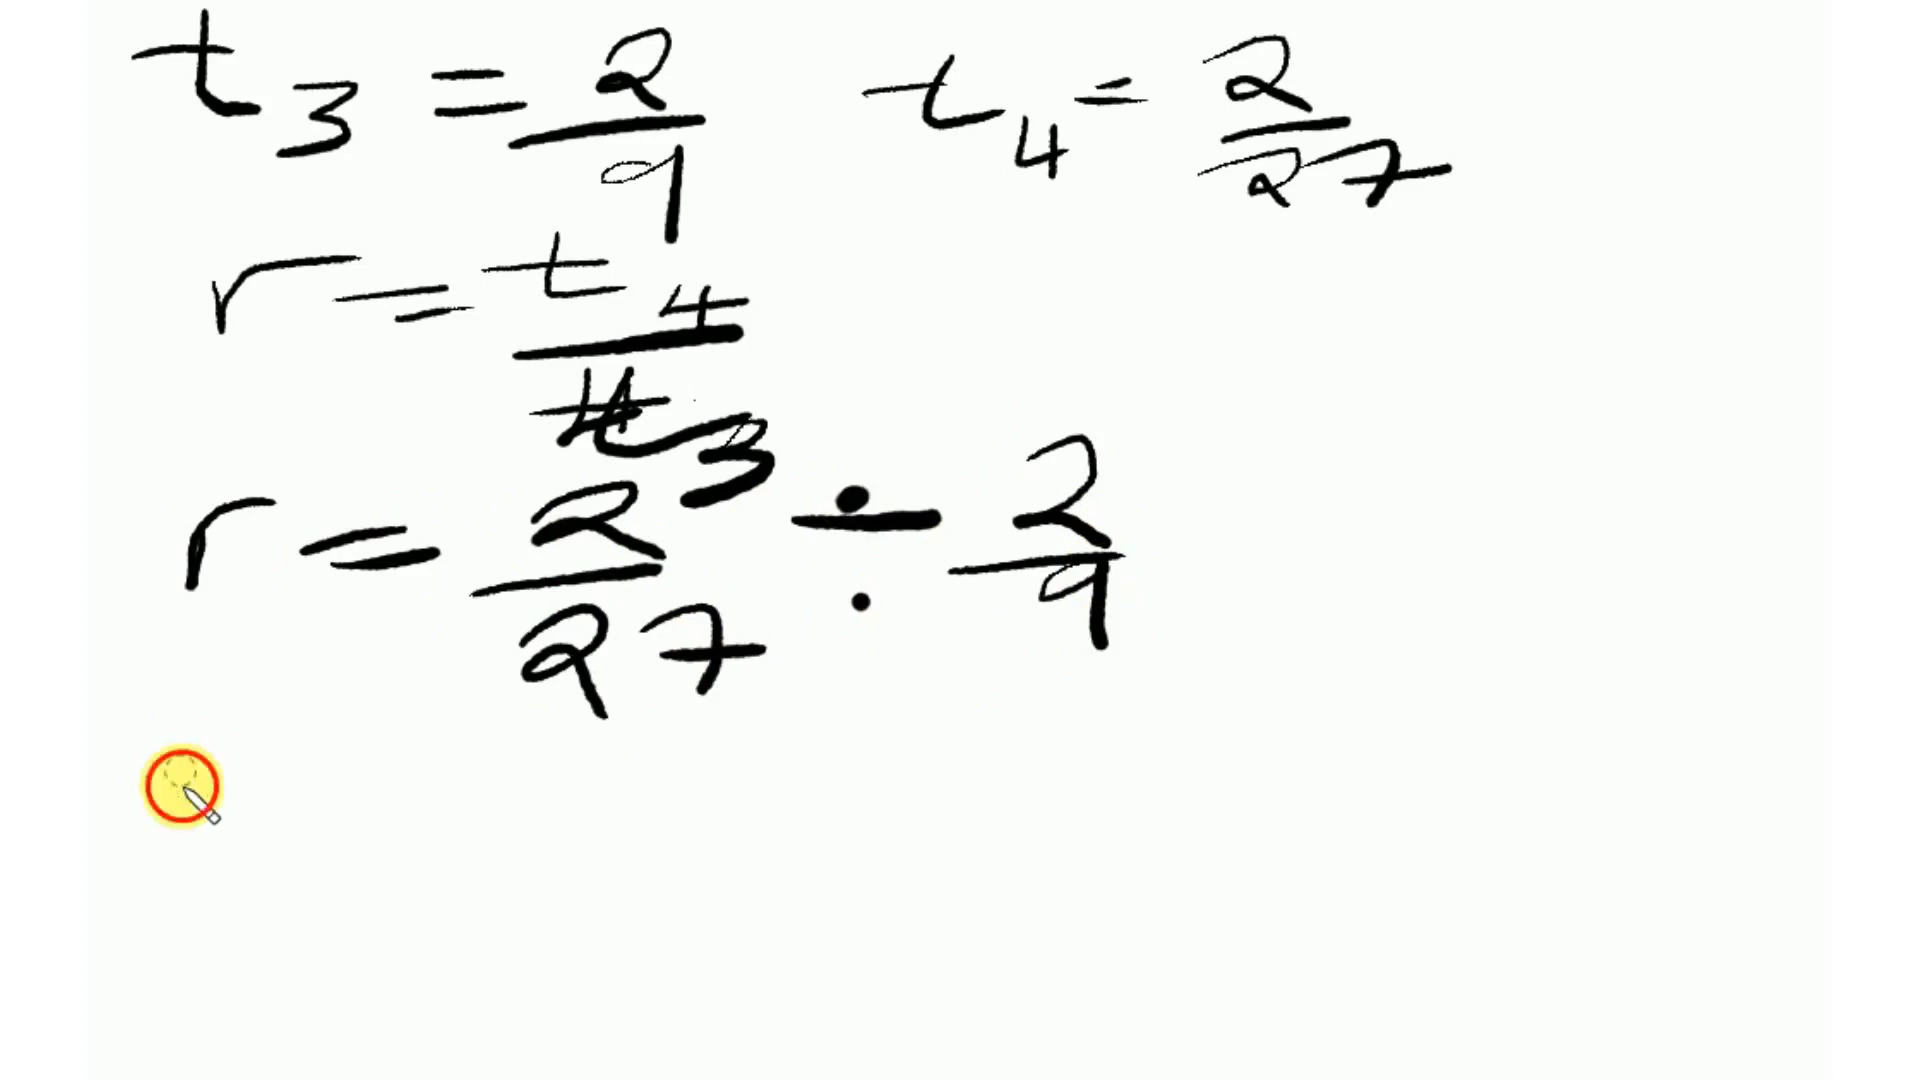 t₃ = 2/9 t₄ = 2/27
r = t₄/t₃
r = 2/27 ÷ 2/9